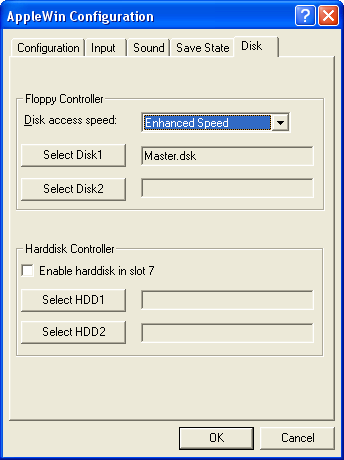 AppleWin Configuration
Configuration Input Sound Save State Disk
Floppy Controller
Disk access speed: Enhanced Speed
Select Disk1 Master.dsk
Select Disk2
Harddisk Controller
Enable harddisk in slot 7
Select HDD1
Select HDD2
OK Cancel